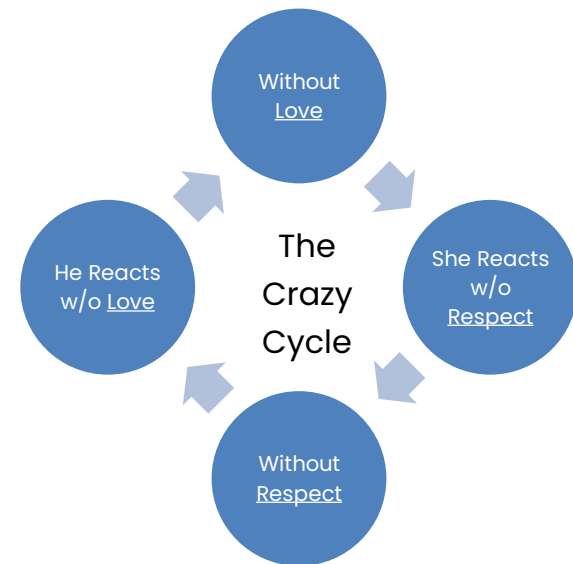 Without
Love
She Reacts
w/o
Respect
Without
Respect
He Reacts
w/o Love
The
Crazy
Cycle